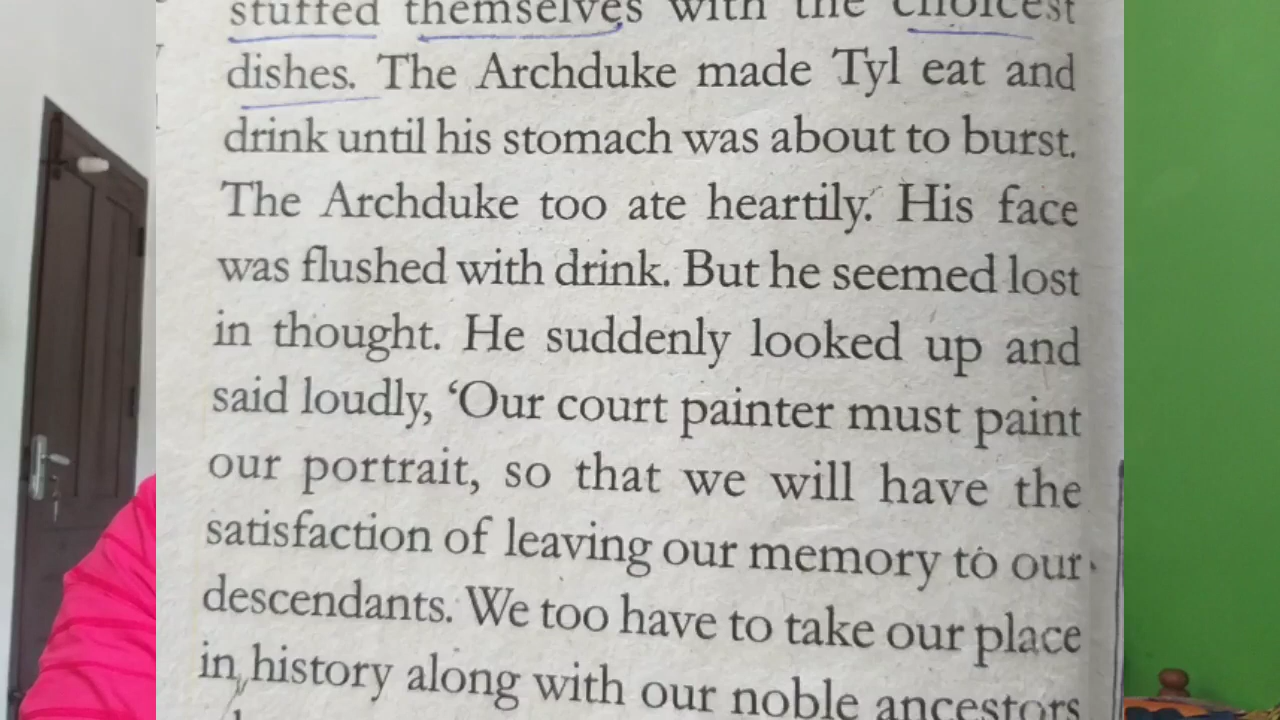 stuffed themselves with the choicest
dishes. The Archduke made Tyl eat and
drink until his stomach was about to burst.
The Archduke too ate heartily. His face
was flushed with drink. But he seemed lost
in thought. He suddenly looked up and
said loudly, ‘Our court painter must paint
our portrait, so that we will have the
satisfaction of leaving our memory to our
descendants. We too have to take our place
in history along with our noble ancestors